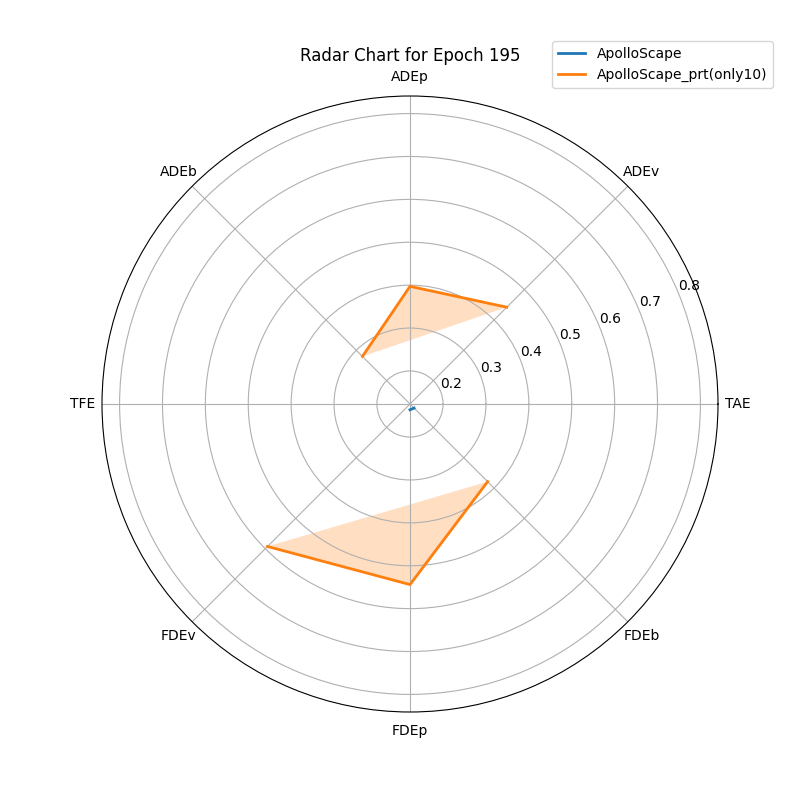 Radar Chart for Epoch 195
ApolloScape
ApolloScape_prt(only10)
ADEp
ADEb
ADEv
0.8
0.7
0.6
0.5
0.4
0.3
0.2
TFE
TAE
FDEv
FDEb
FDEp